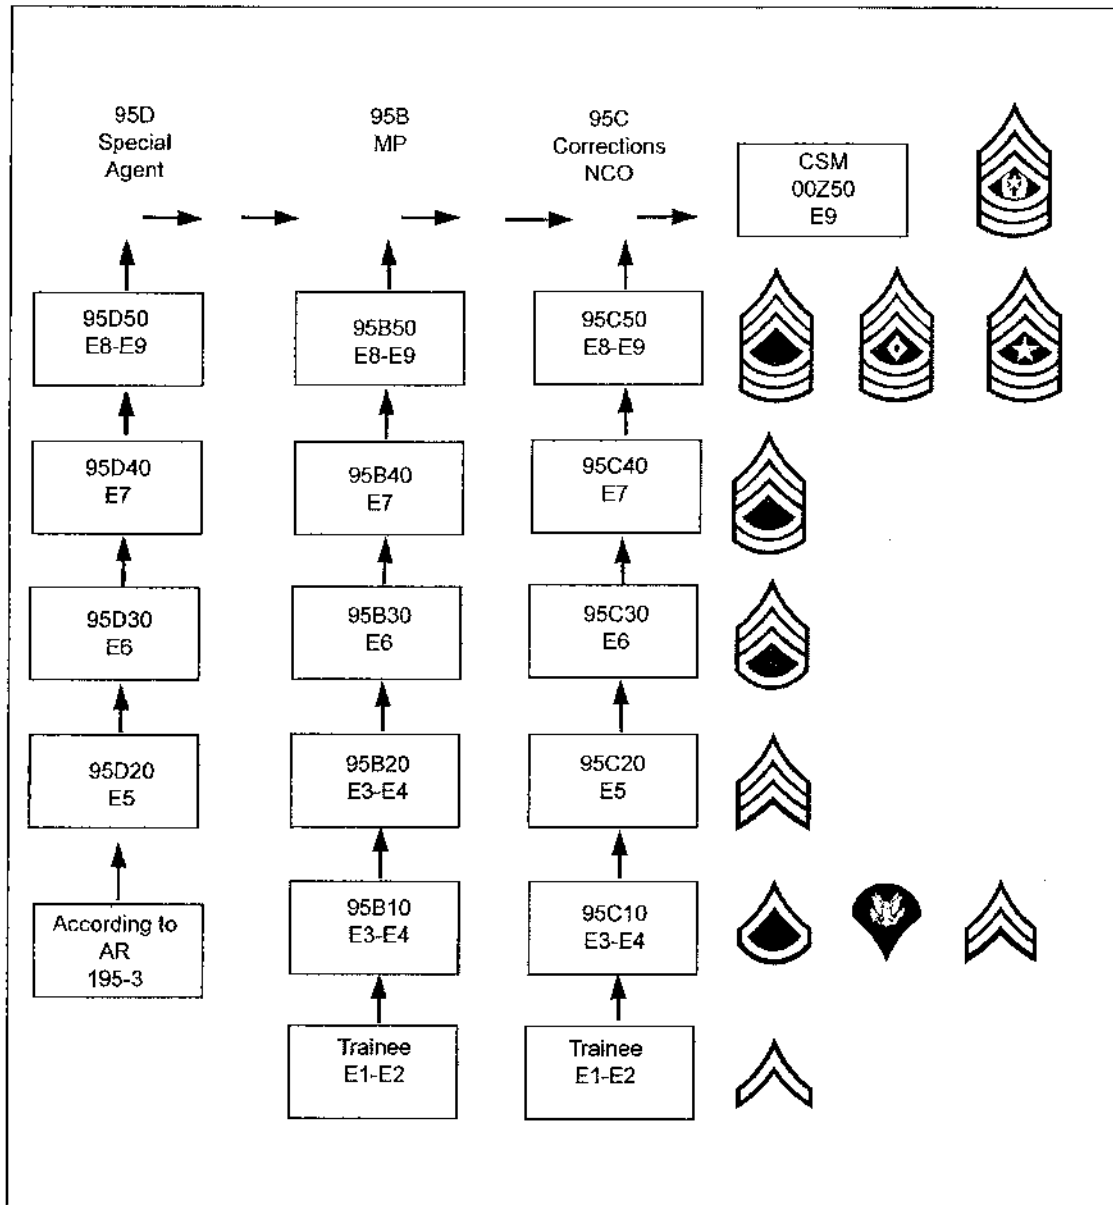 95D
Special
Agent
95B
MP
95C
Corrections
NCO
CSM
00Z50
E9
95D50
E8-E9
95B50
E8-E9
95C50
E8-E9
95D40
E7
95B40
E7
95C40
E7
95D30
E6
95B30
E6
95C30
E6
95D20
E5
95B20
E3-E4
95C20
E5
According to
AR
195-3
95B10
E3-E4
95C10
E3-E4
Trainee
E1-E2
Trainee
E1-E2